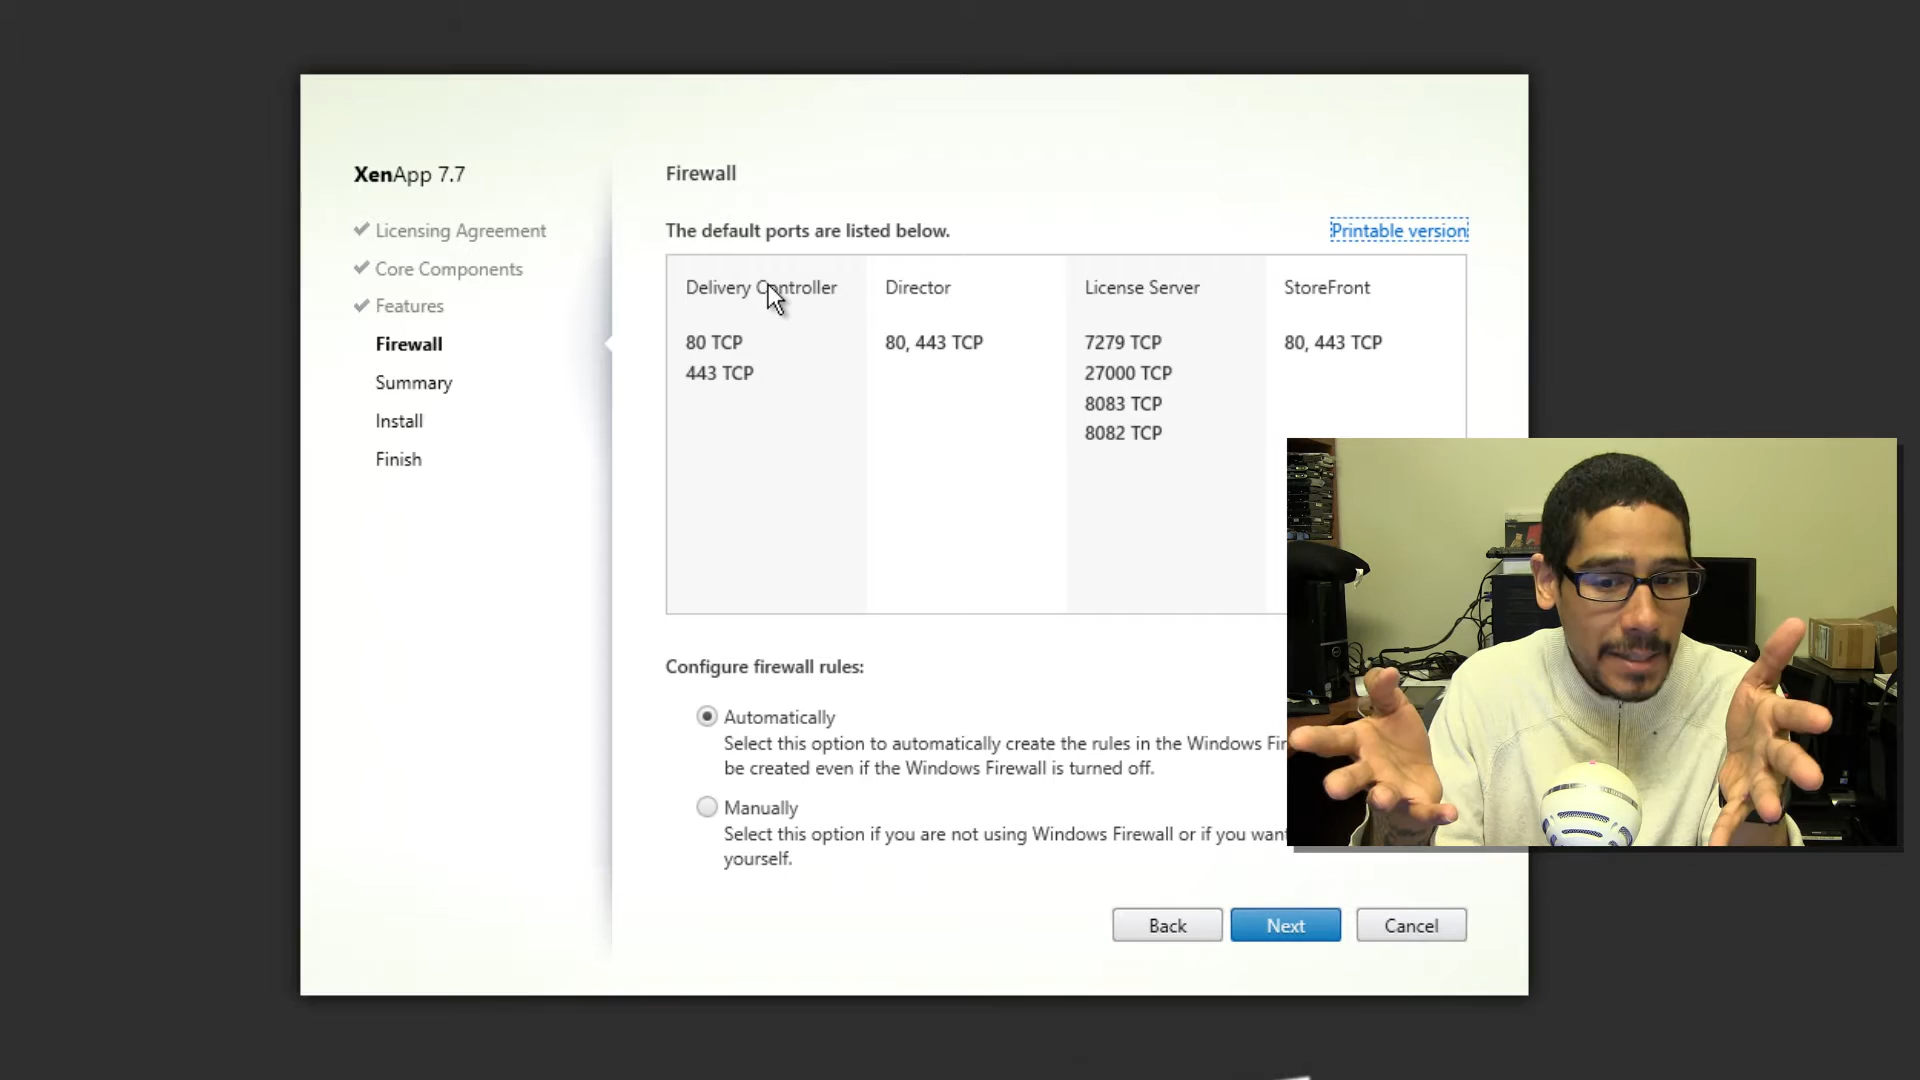 XenApp 7.7
Licensing Agreement
Core Components
Features
Firewall
Summary
Install
Finish
Firewall
The default ports are listed below.
Printable version
Delivery Controller
80 TCP
443 TCP
Director
80, 443 TCP
License Server
7279 TCP
27000 TCP
8083 TCP
8082 TCP
StoreFront
80, 443 TCP
Configure firewall rules:
Automatically
Select this option to automatically create the rules in the Windows
be created even if the Windows Firewall is turned off.
Manually
Select this option if you are not using Windows Firewall or if you want
yourself.
Back
Next
Cancel